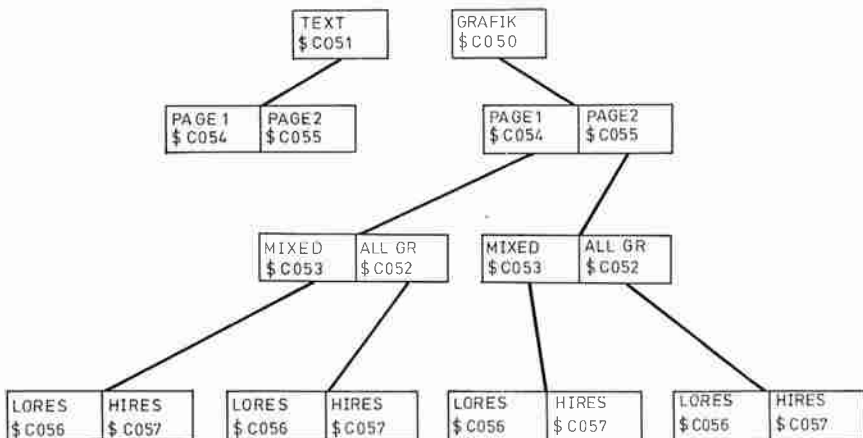 TEXT
$C051
GRAFIK
$C050
PAGE1
$C054
PAGE2
$C055
PAGE1
$C054
PAGE2
$C055
MIXED
$C053
ALL GR
$C052
MIXED
$C053
ALL GR
$C052
LORES
$C056
HIRES
$C057
LORES
$C056
HIRES
$C057
LORES
$C056
HIRES
$C057
LORES
$C056
HIRES
$C057